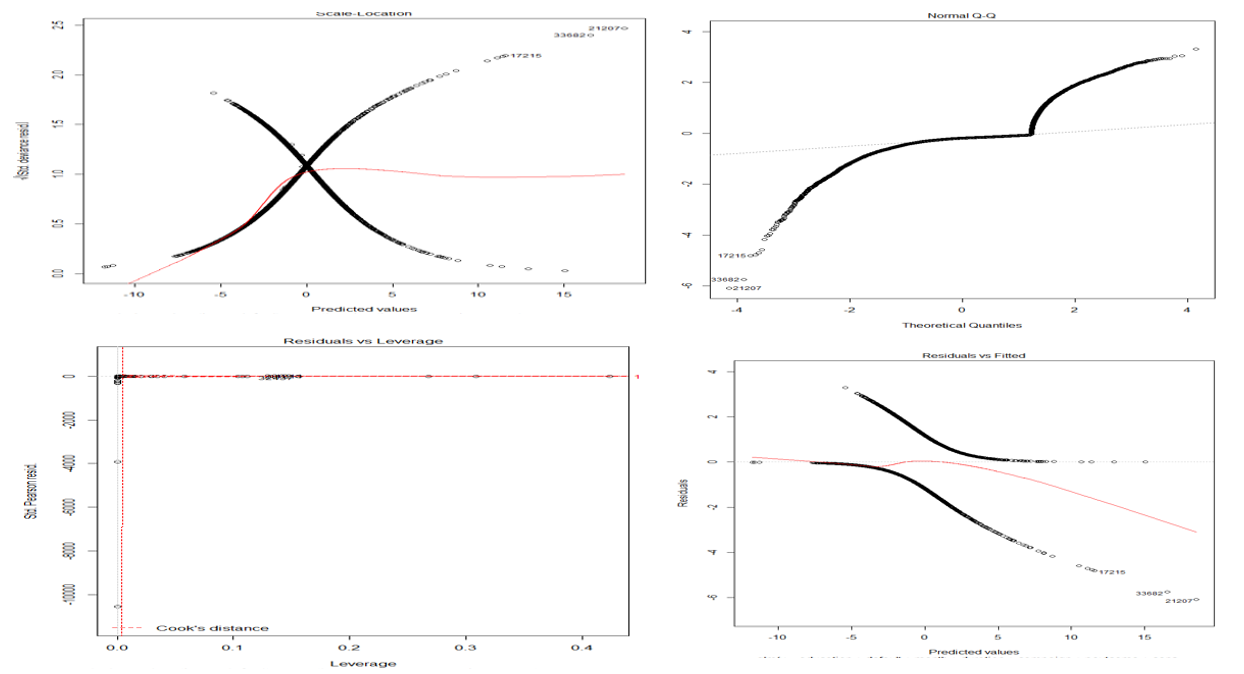 Scale-Location
√|Std. deviance resid.|
0.0 0.5 1.0 1.5 2.0 2.5
21207
33682
17215
-10 -5 0 5 10 15
Predicted values
Normal Q-Q
-6 -4 -2 0 2 4
17215
33682
21207
-4 -2 0 2 4
Theoretical Quantiles
Residuals vs Leverage
Std. Pearson resid.
-10000 -8000 -6000 -4000 -2000 0
1
Cook's distance
0.0 0.1 0.2 0.3 0.4
Leverage
Residuals vs Fitted
Residuals
-6 -4 -2 0 2 4
17215
33682
21207
-10 -5 0 5 10 15
Predicted values